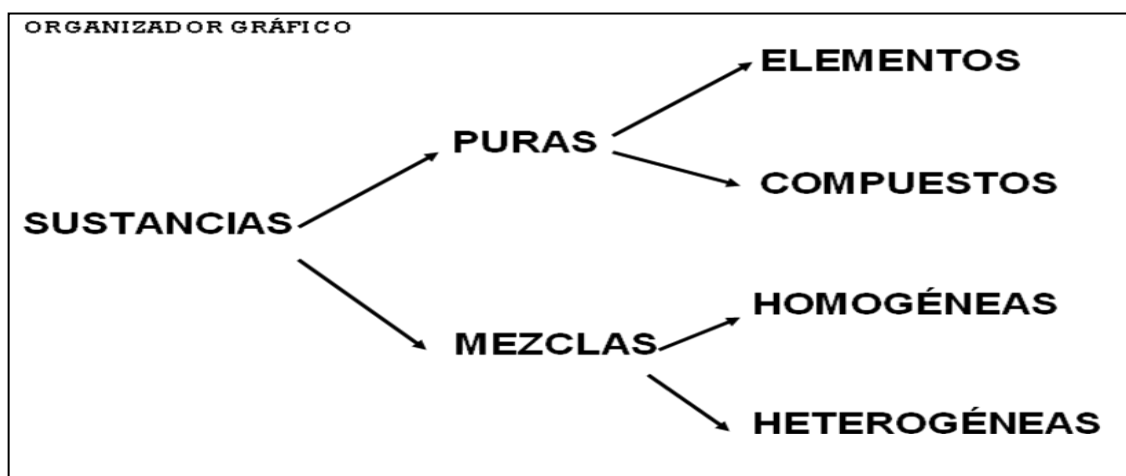 ORGANIZADOR GRÁFICO
ELEMENTOS
PURAS
COMPUESTOS
SUSTANCIAS
HOMOGÉNEAS
MEZCLAS
HETEROGÉNEAS